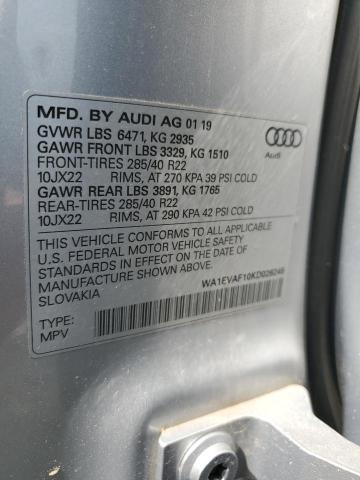 MFD. BY AUDI AG 01 19
GVWR LBS 6471, KG 2935
GAWR FRONT LBS 3329, KG 1510
FRONT-TIRES 285/40 R22
10JX22 RIMS, AT 270 KPA 39 PSI COLD
GAWR REAR LBS 3891, KG 1765
REAR-TIRES 285/40 R22
10JX22 RIMS, AT 290 KPA 42 PSI COLD
Audi
THIS VEHICLE CONFORMS TO ALL APPLICABLE
U.S. FEDERAL MOTOR VEHICLE SAFETY STANDARDS
IN EFFECT ON THE DATE OF
MANUFACTURE SHOWN ABOVE. MADE IN
SLOVAKIA
WA1EVAF10KD026245
TYPE:
MPV